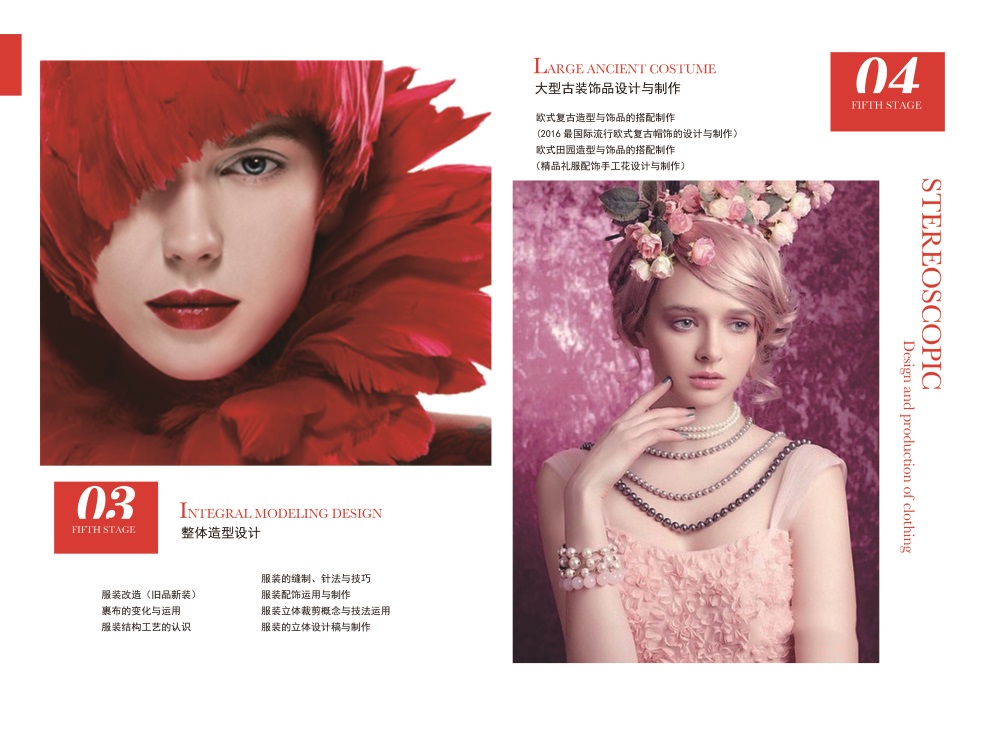 03
FIFTH STAGE
INTEGRAL MODELING DESIGN
整体造型设计
服装改造（旧品新装）
裹布的变化与运用
服装结构工艺的认识
服装的缝制、针法与技巧
服装配饰运用与制作
服装立体裁剪概念与技法运用
服装的立体设计稿与制作
LARGE ANCIENT COSTUME
大型古装饰品设计与制作
欧式复古造型与饰品的搭配制作
（2016 最国际流行欧式复古帽饰的设计与制作）
欧式田园造型与饰品的搭配制作
（精品礼服配饰手工花设计与制作）
04
FIFTH STAGE
STEREOSCOPIC
Design and production of clothing